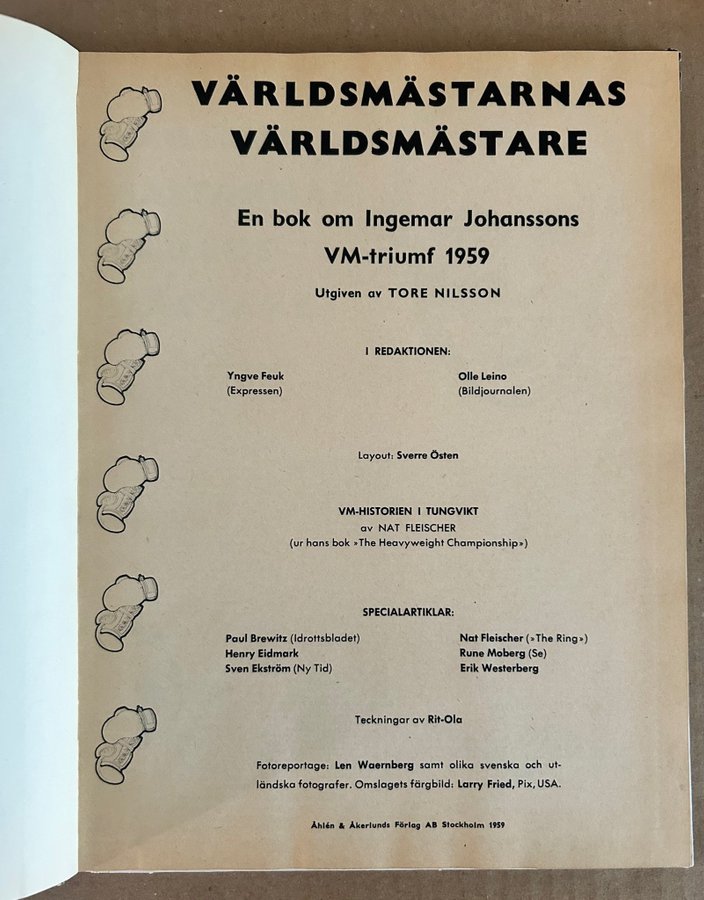 VÄRLDSMÄSTARNAS
VÄRLDSMÄSTARE
En bok om Ingemar Johanssons
VM-triumf 1959
Utgiven av TORE NILSSON
I REDAKTIONEN:
Yngve Feuk
(Expressen)
Olle Leino
(Bildjournalen)
Layout: Sverre Östen
VM-HISTORIEN I TUNGVIKT
av NAT FLEISCHER
(ur hans bok »The Heavyweight Championship»)
SPECIALARTIKLAR:
Paul Brewitz (Idrottsbladet)
Henry Eidmark
Sven Ekström (Ny Tid)
Nat Fleischer (»The Ring»)
Rune Moberg (Se)
Erik Westerberg
Teckningar av Rit-Ola
Fotoreportage: Len Waernberg samt olika svenska och ut-
ländska fotografer. Omslagets färgbild: Larry Fried, Pix, USA.
Åhlén & Åkerlunds Förlag AB Stockholm 1959